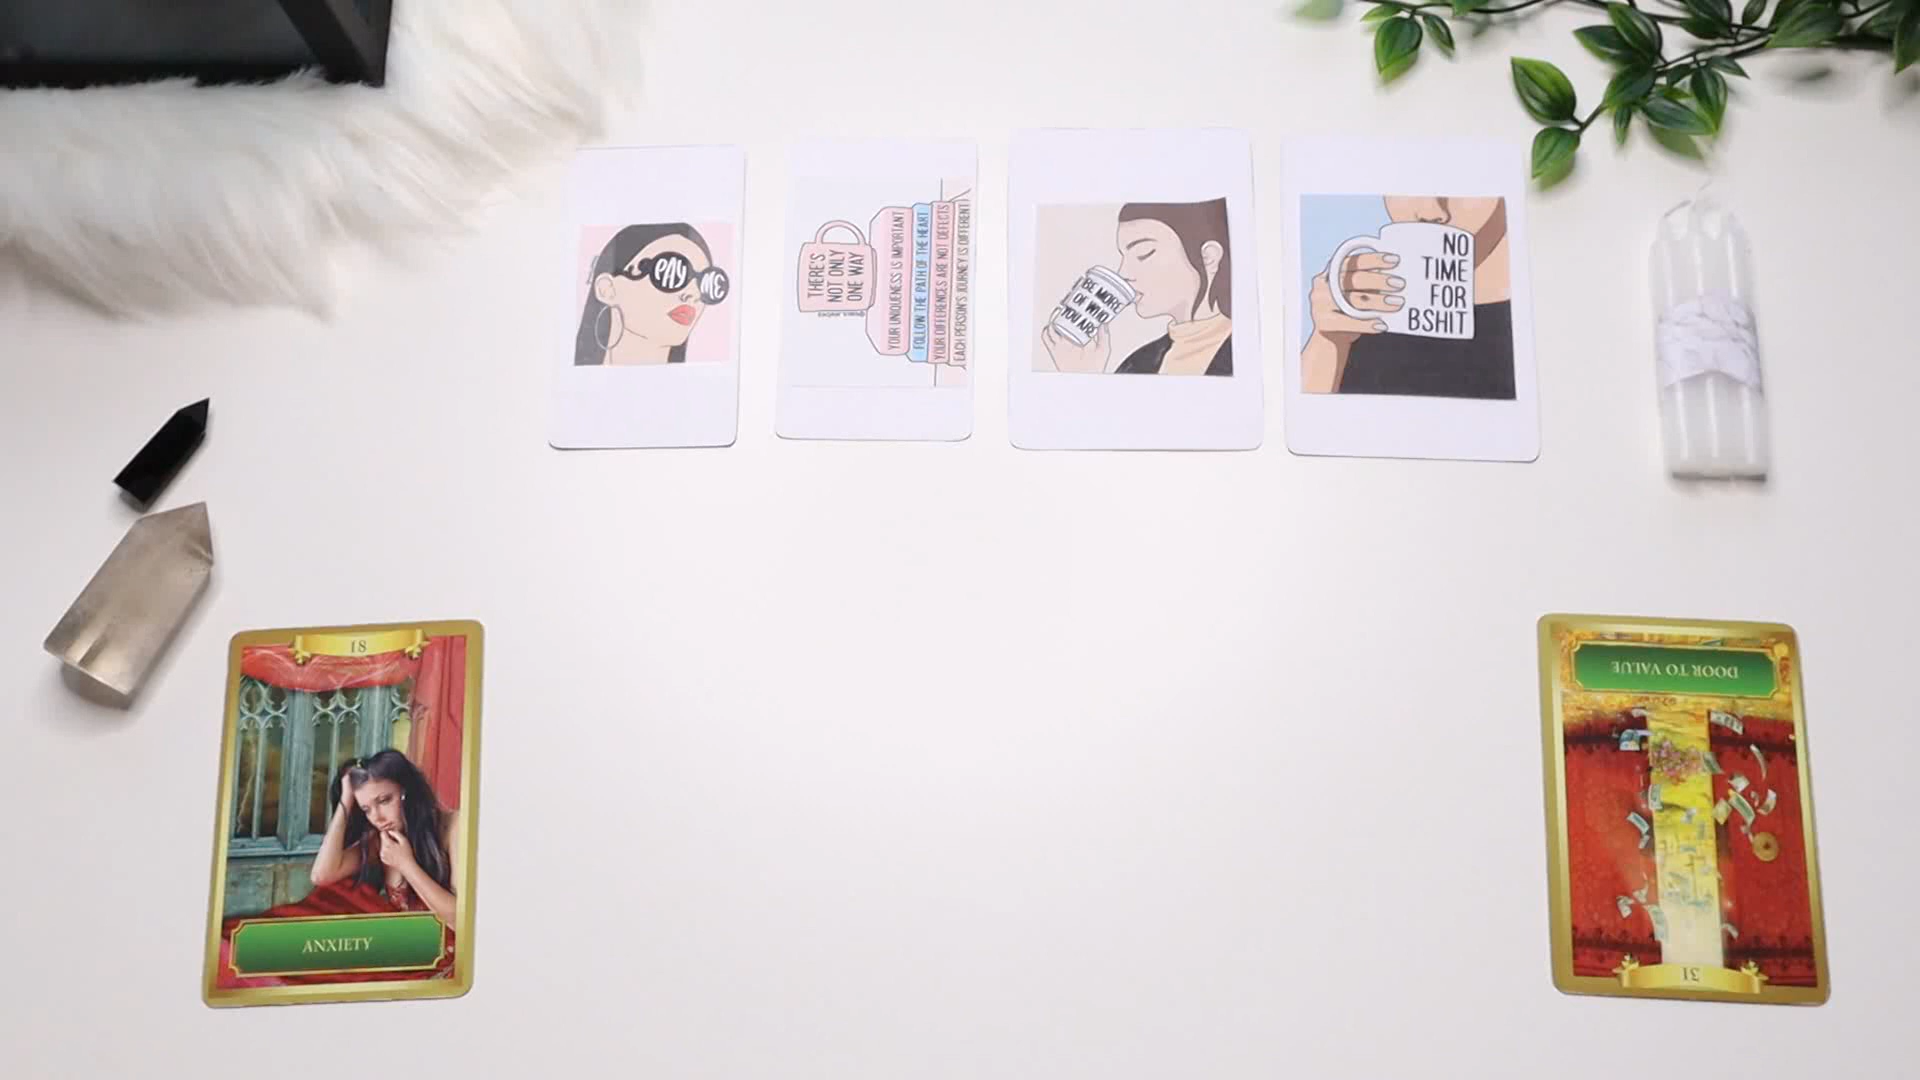 PAY ME
THERE'S
NOT ONLY
ONE WAY
YOUR UNIQUENESS IS IMPORTANT
FOLLOW THE PATH OF THE HEART
YOUR DIFFERENCES ARE NOT DEFECTS
EACH PERSON'S JOURNEY IS DIFFERENT
BE MORE
OF WHO
YOU ARE
NO
TIME
FOR
BSHIT
18
ANXIETY
DOOR TO VALUE
31